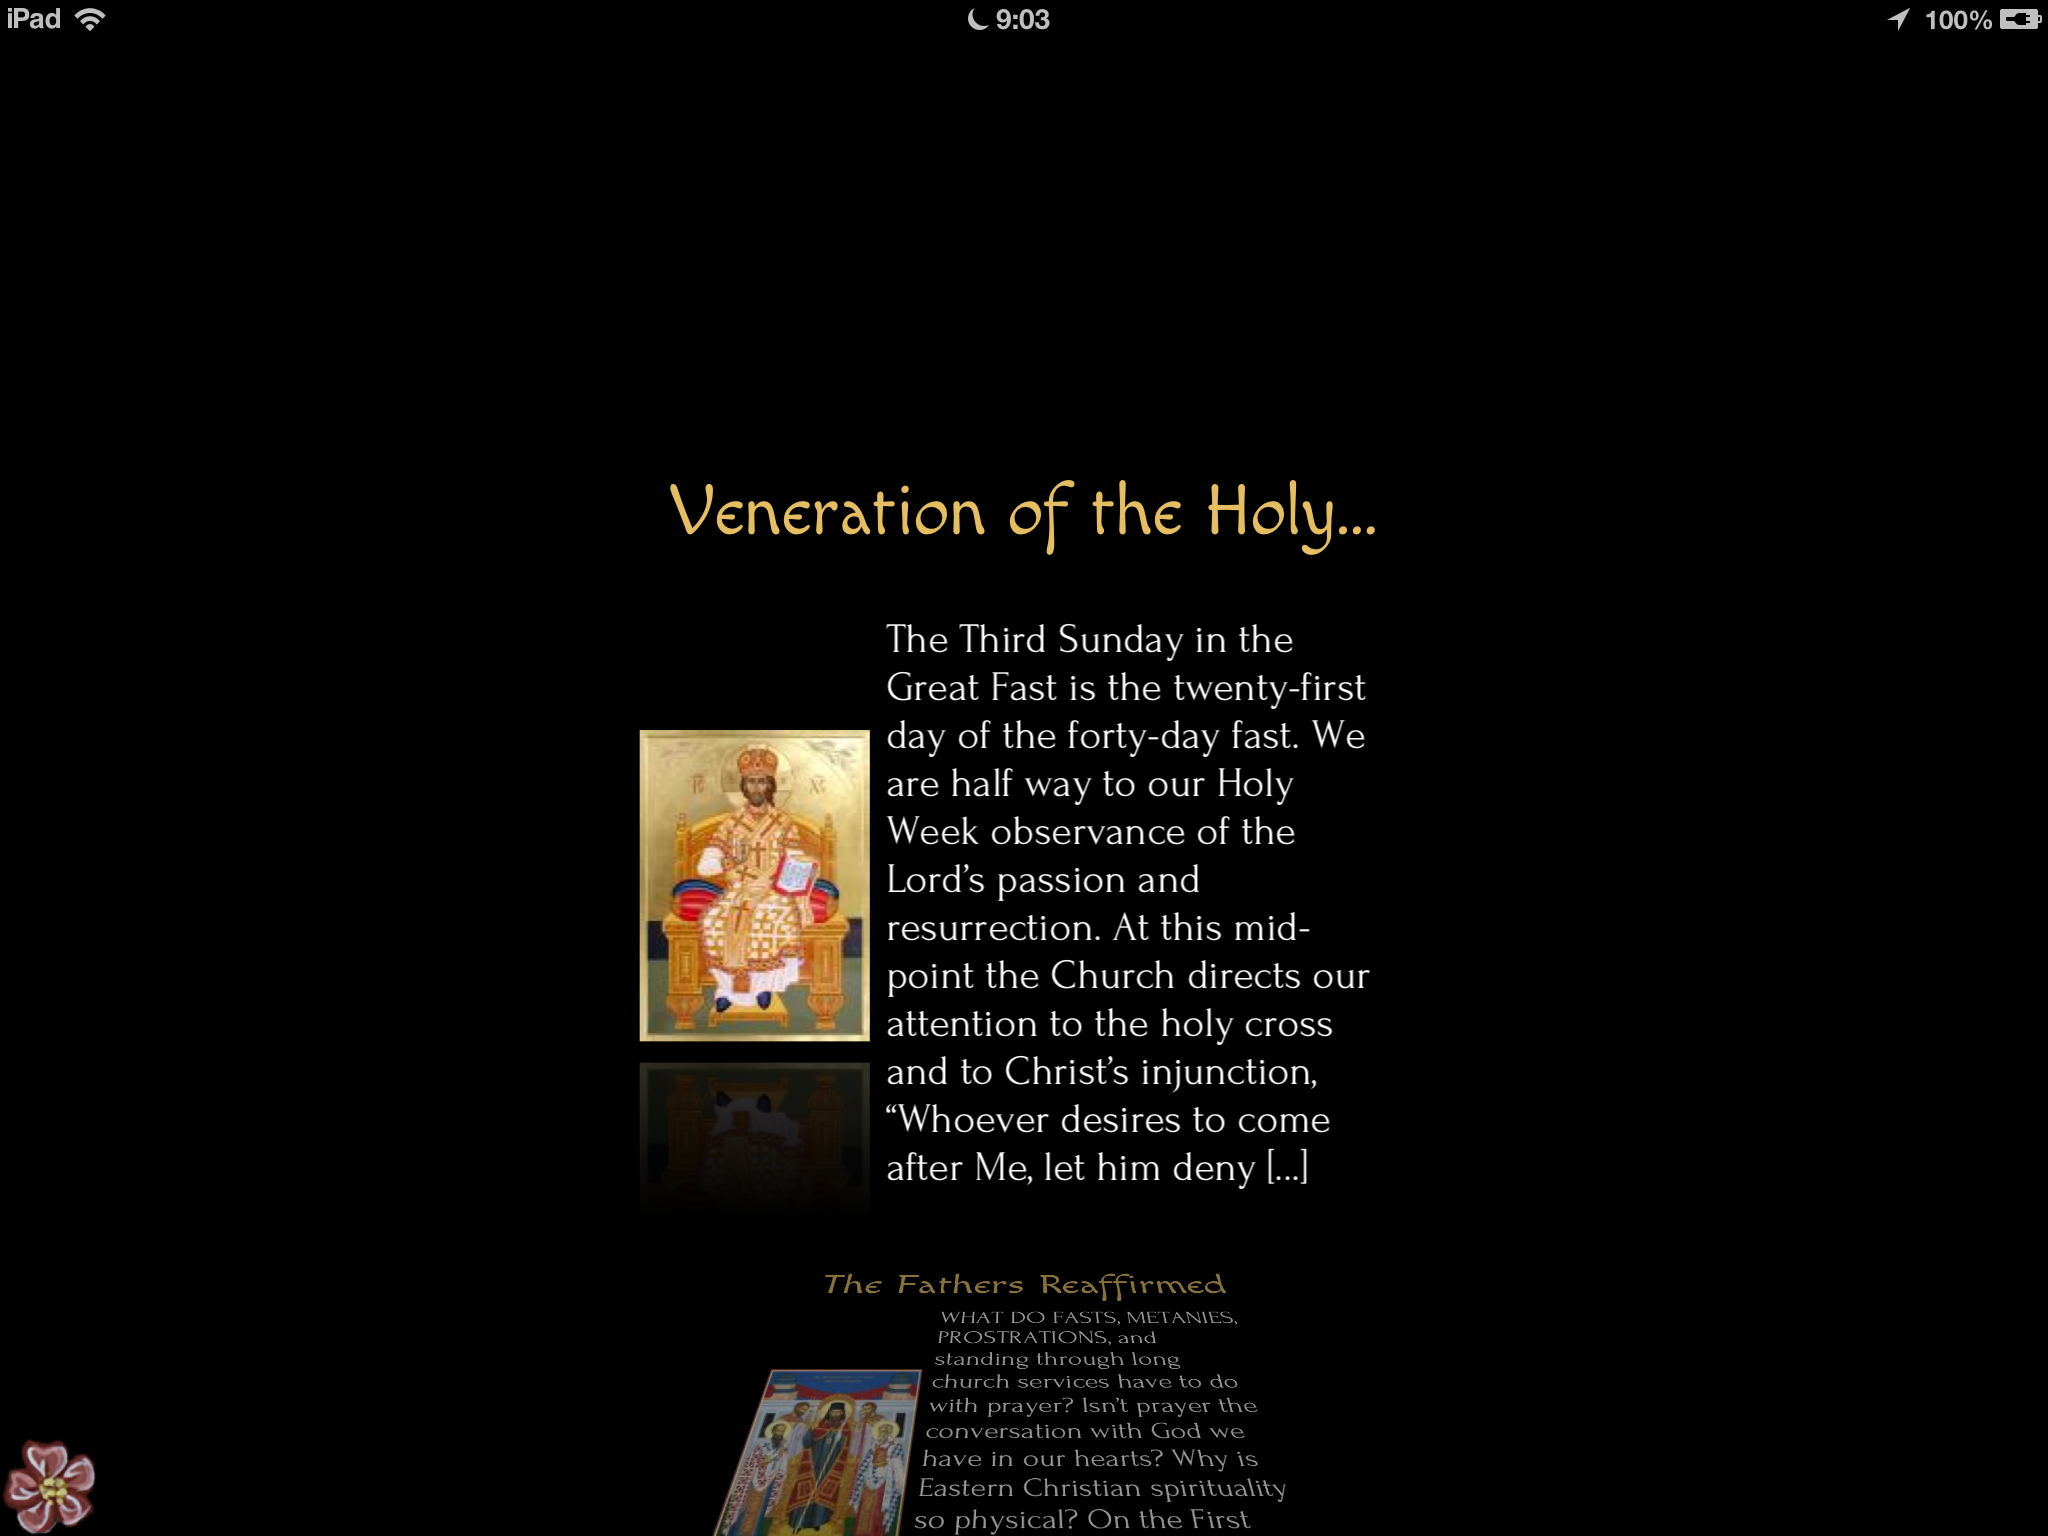 iPad 9:03 100%
Veneration of the Holy...
The Third Sunday in the
Great Fast is the twenty-first
day of the forty-day fast. We
are half way to our Holy
Week observance of the
Lord’s passion and
resurrection. At this mid-
point the Church directs our
attention to the holy cross
and to Christ’s injunction,
“Whoever desires to come
after Me, let him deny [...]
The Fathers Reaffirmed
WHAT DO FASTS, METANIES,
PROSTRATIONS, and
standing through long
church services have to do
with prayer? Isn’t prayer the
conversation with God we
have in our hearts? Why is
Eastern Christian spirituality
so physical? On the First